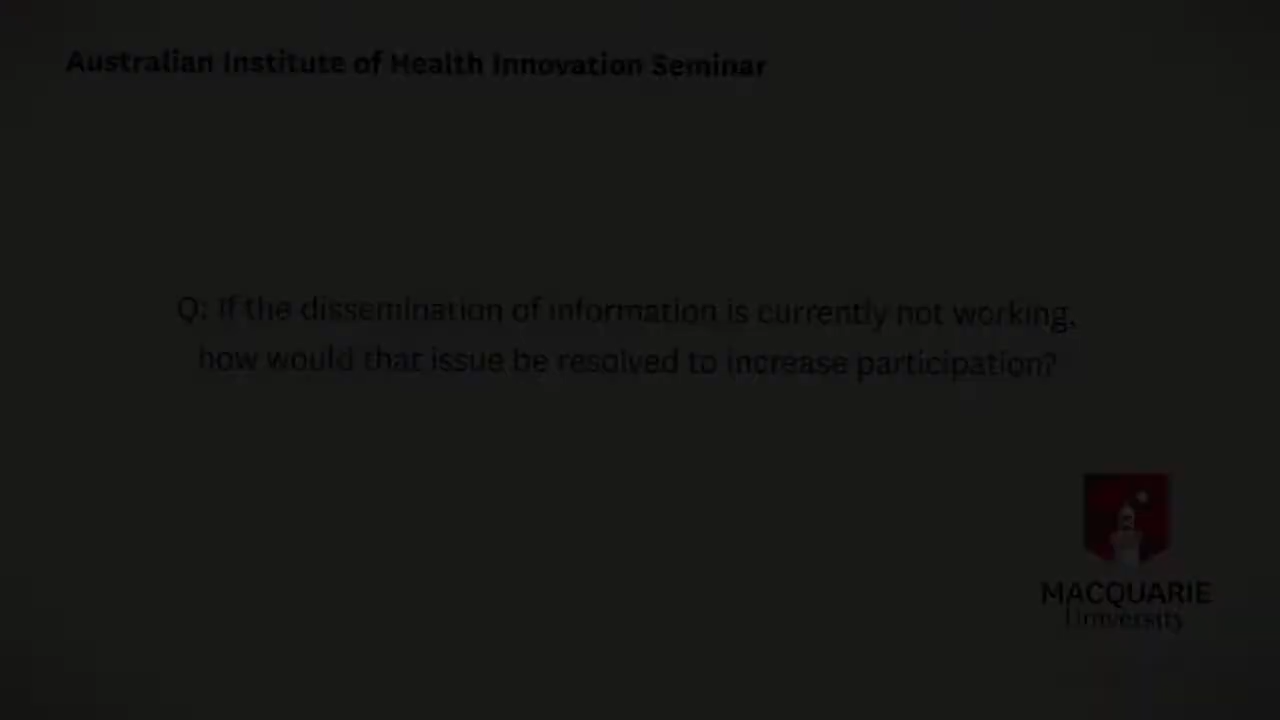 Australian Institute of Health Innovation Seminar
Q: If the dissemination of information is currently not working,
how would that issue be resolved to increase participation?
MACQUARIE
University